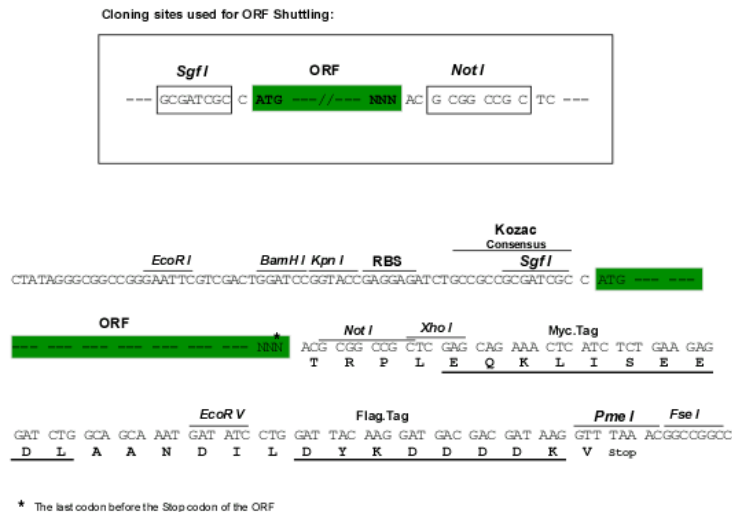 Cloning sites used for ORF Shuttling:
Sgf I ORF Not I
--- GCGATCGC C ATG ---//--- NNN AC G CGG CCG C TC ---
Kozac
Consensus
EcoR I BamH I Kpn I RBS Sgf I
CTATAGGGCGGCCGGGAATTCGTCGACTGGATCCGGTACCGAGGAGATCTGCCGCCGCGATCGC C ATG --- --- ---
ORF Not I Xho I Myc.Tag
*
--- --- --- --- --- --- --- --- NNN ACG CGG CCG CTC GAG CAG AAA CTC ATC TCT GAA GAG
T R P L E Q K L I S E E
EcoR V Flag.Tag Pme I Fse I
GAT CTG GCA GCA AAT GAT ATC CTG GAT TAC AAG GAT GAC GAC GAT AAG GTT TAA ACGGCCGGCC
D L A A N D I L D Y K D D D D K V Stop
* The last codon before the Stop codon of the ORF